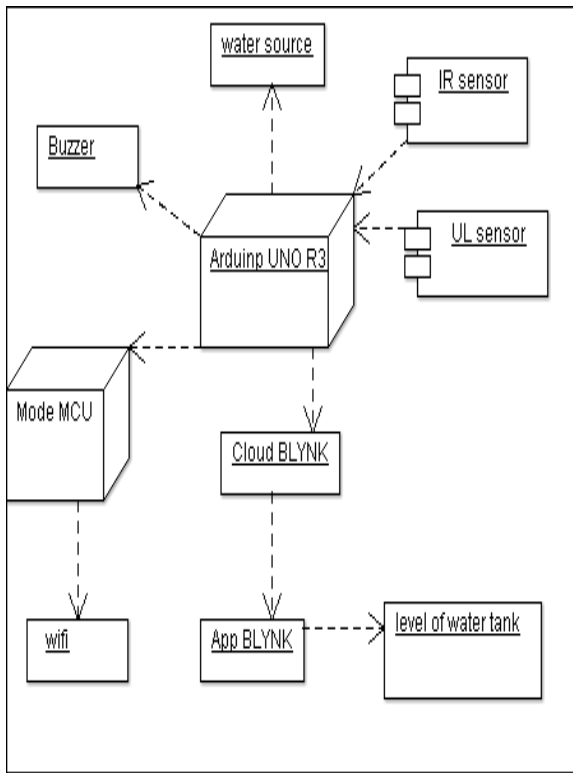 water source
IR sensor
Buzzer
UL sensor
Arduinp UNO R3
Mode MCU
Cloud BLYNK
wifi
App BLYNK
level of water tank